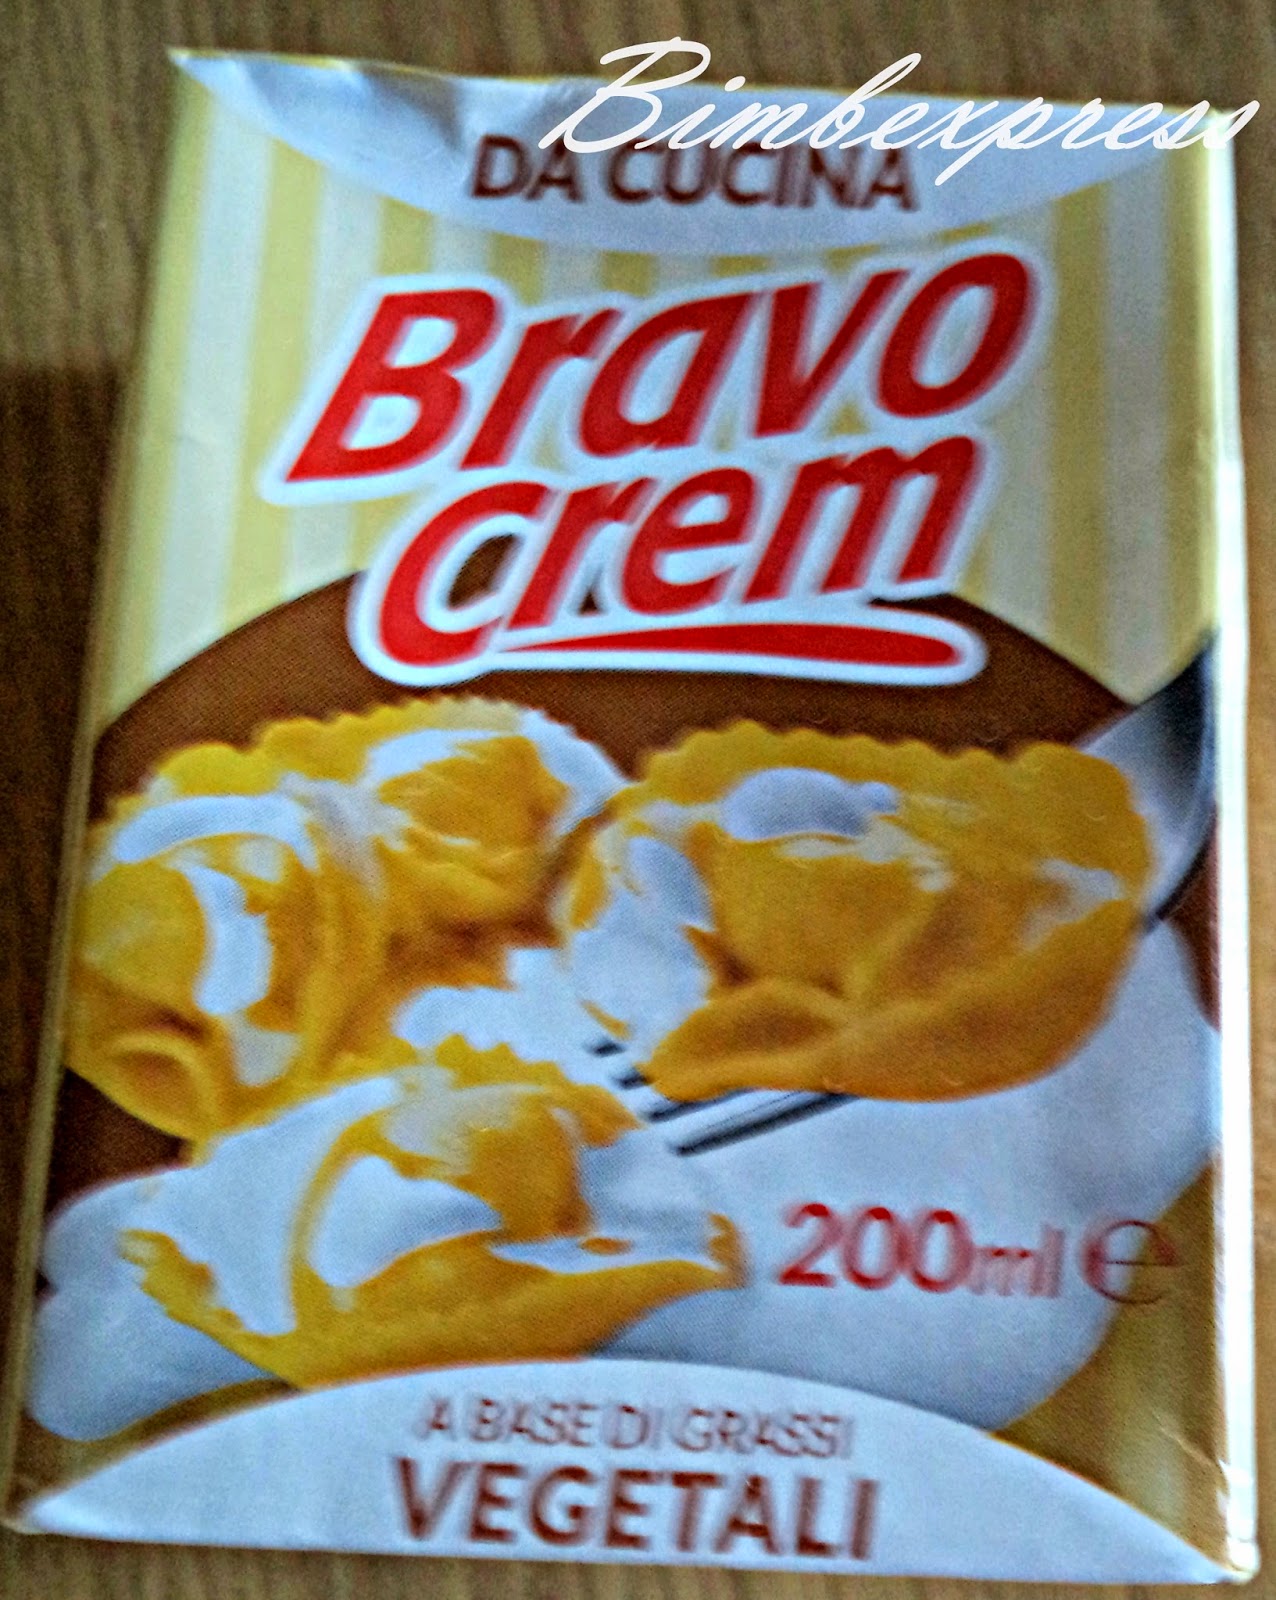 Bimbexpress
DA CUCINA
Bravo
crem
200ml e
A BASE DI GRASSI
VEGETALI